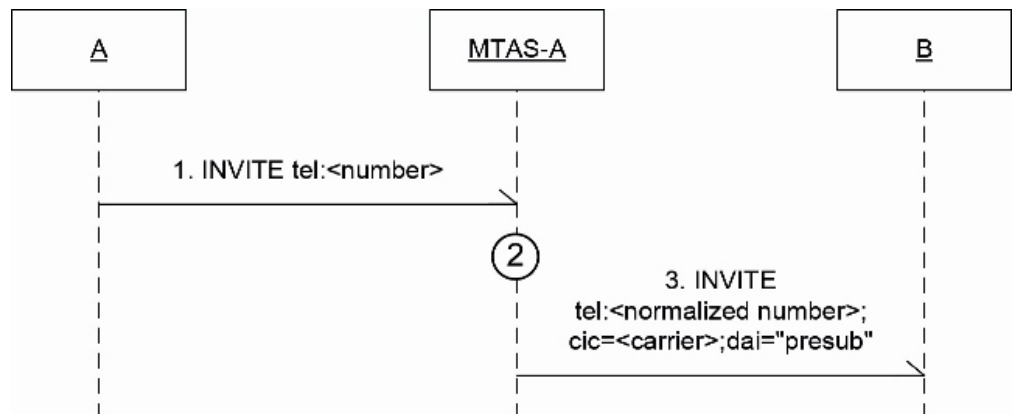 A
MTAS-A
B
1. INVITE tel:<number>
2
3. INVITE
tel:<normalized number>;
cic=<carrier>;dai="presub"